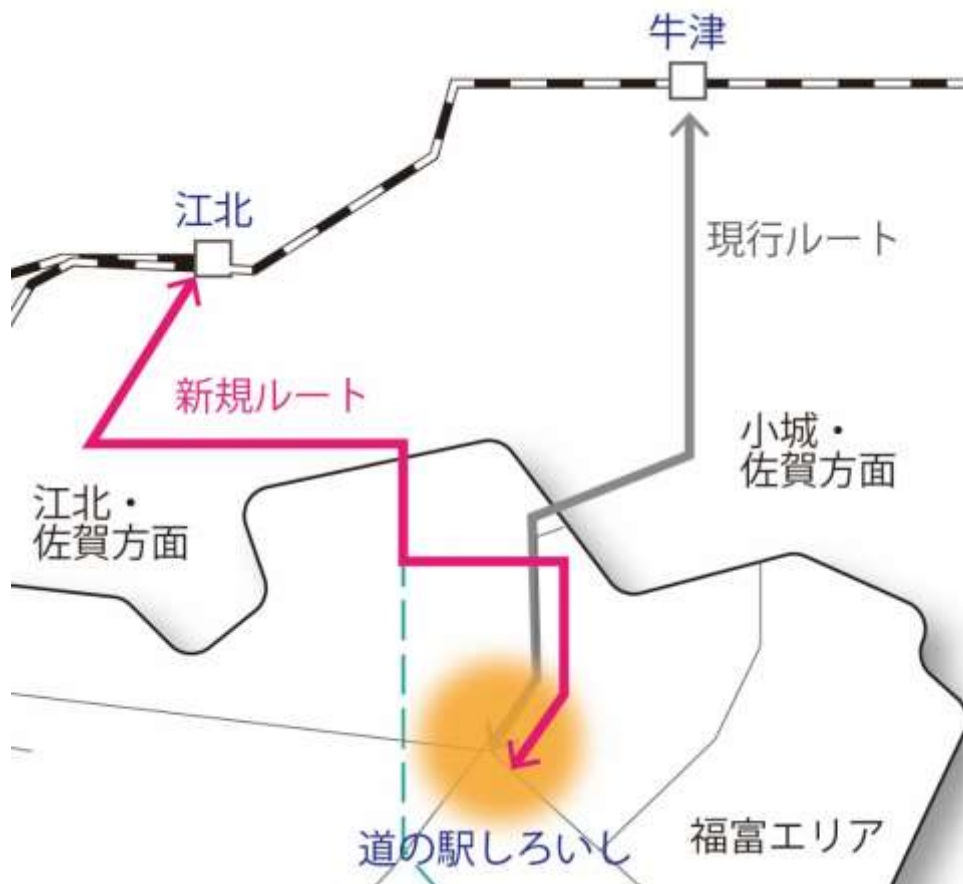 牛津
江北
現行ルート
新規ルート
小城・
佐賀方面
江北・
佐賀方面
道の駅しろいし
福富エリア